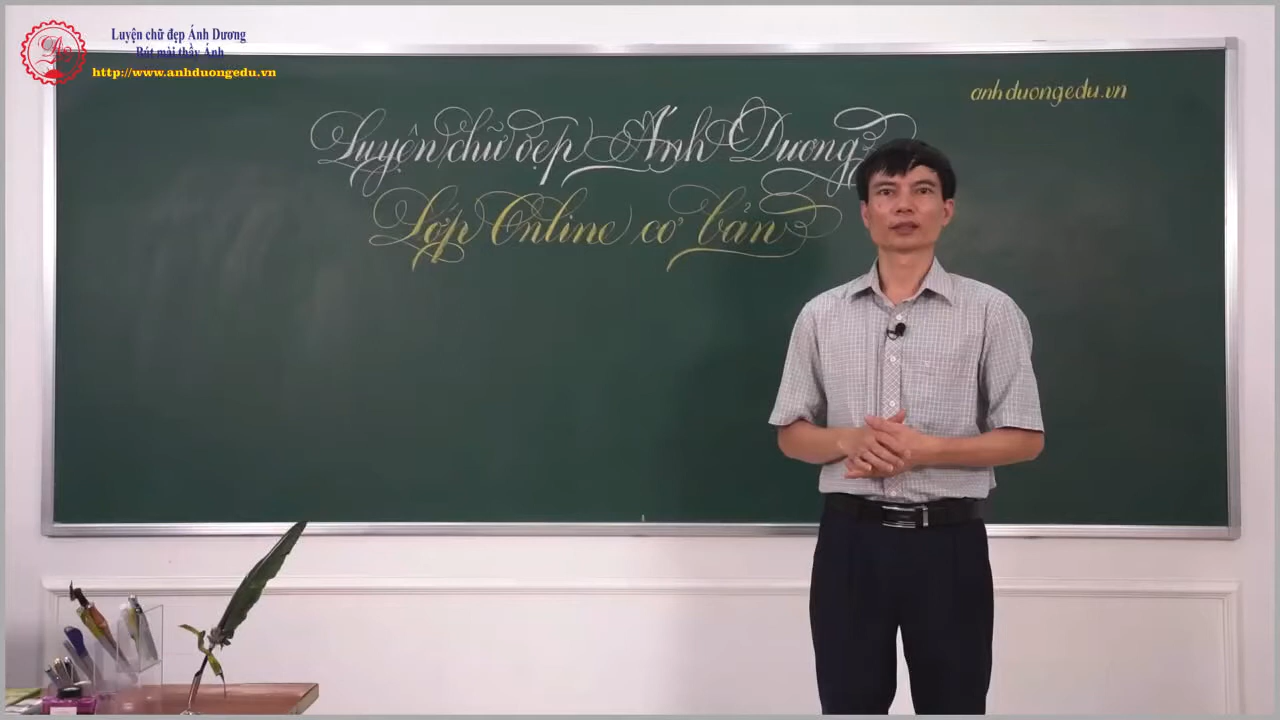 Luyện chữ đẹp Ánh Dương
Bút mài thầy Ánh
http://www.anhduongedu.vn
anhduongedu.vn
Luyện chữ đẹp Ánh Dương
Lớp Online cơ bản